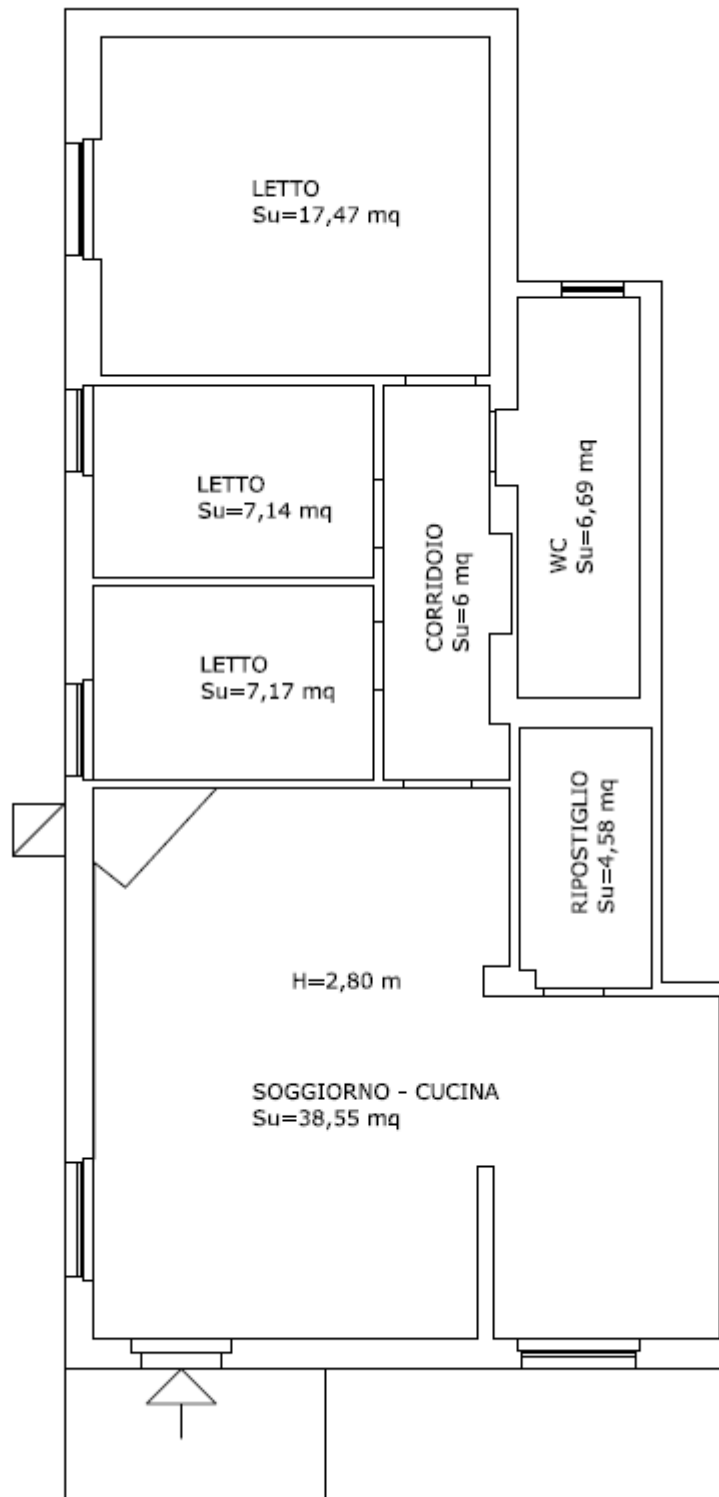 LETTO
Su=17,47 mq
LETTO
Su=7,14 mq
CORRIDOIO
Su=6 mq
WC
Su=6,69 mq
LETTO
Su=7,17 mq
RIPOSTIGLIO
Su=4,58 mq
H=2,80 m
SOGGIORNO - CUCINA
Su=38,55 mq